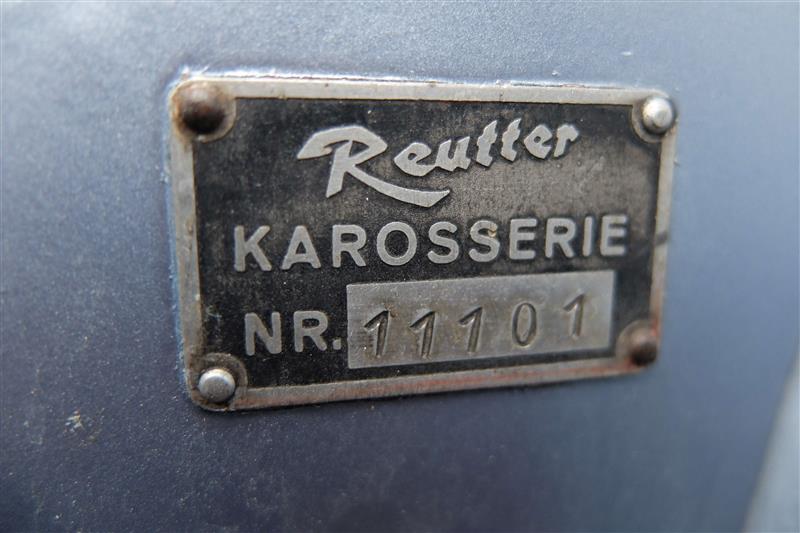 Reutter
KAROSSERIE
NR. 11101